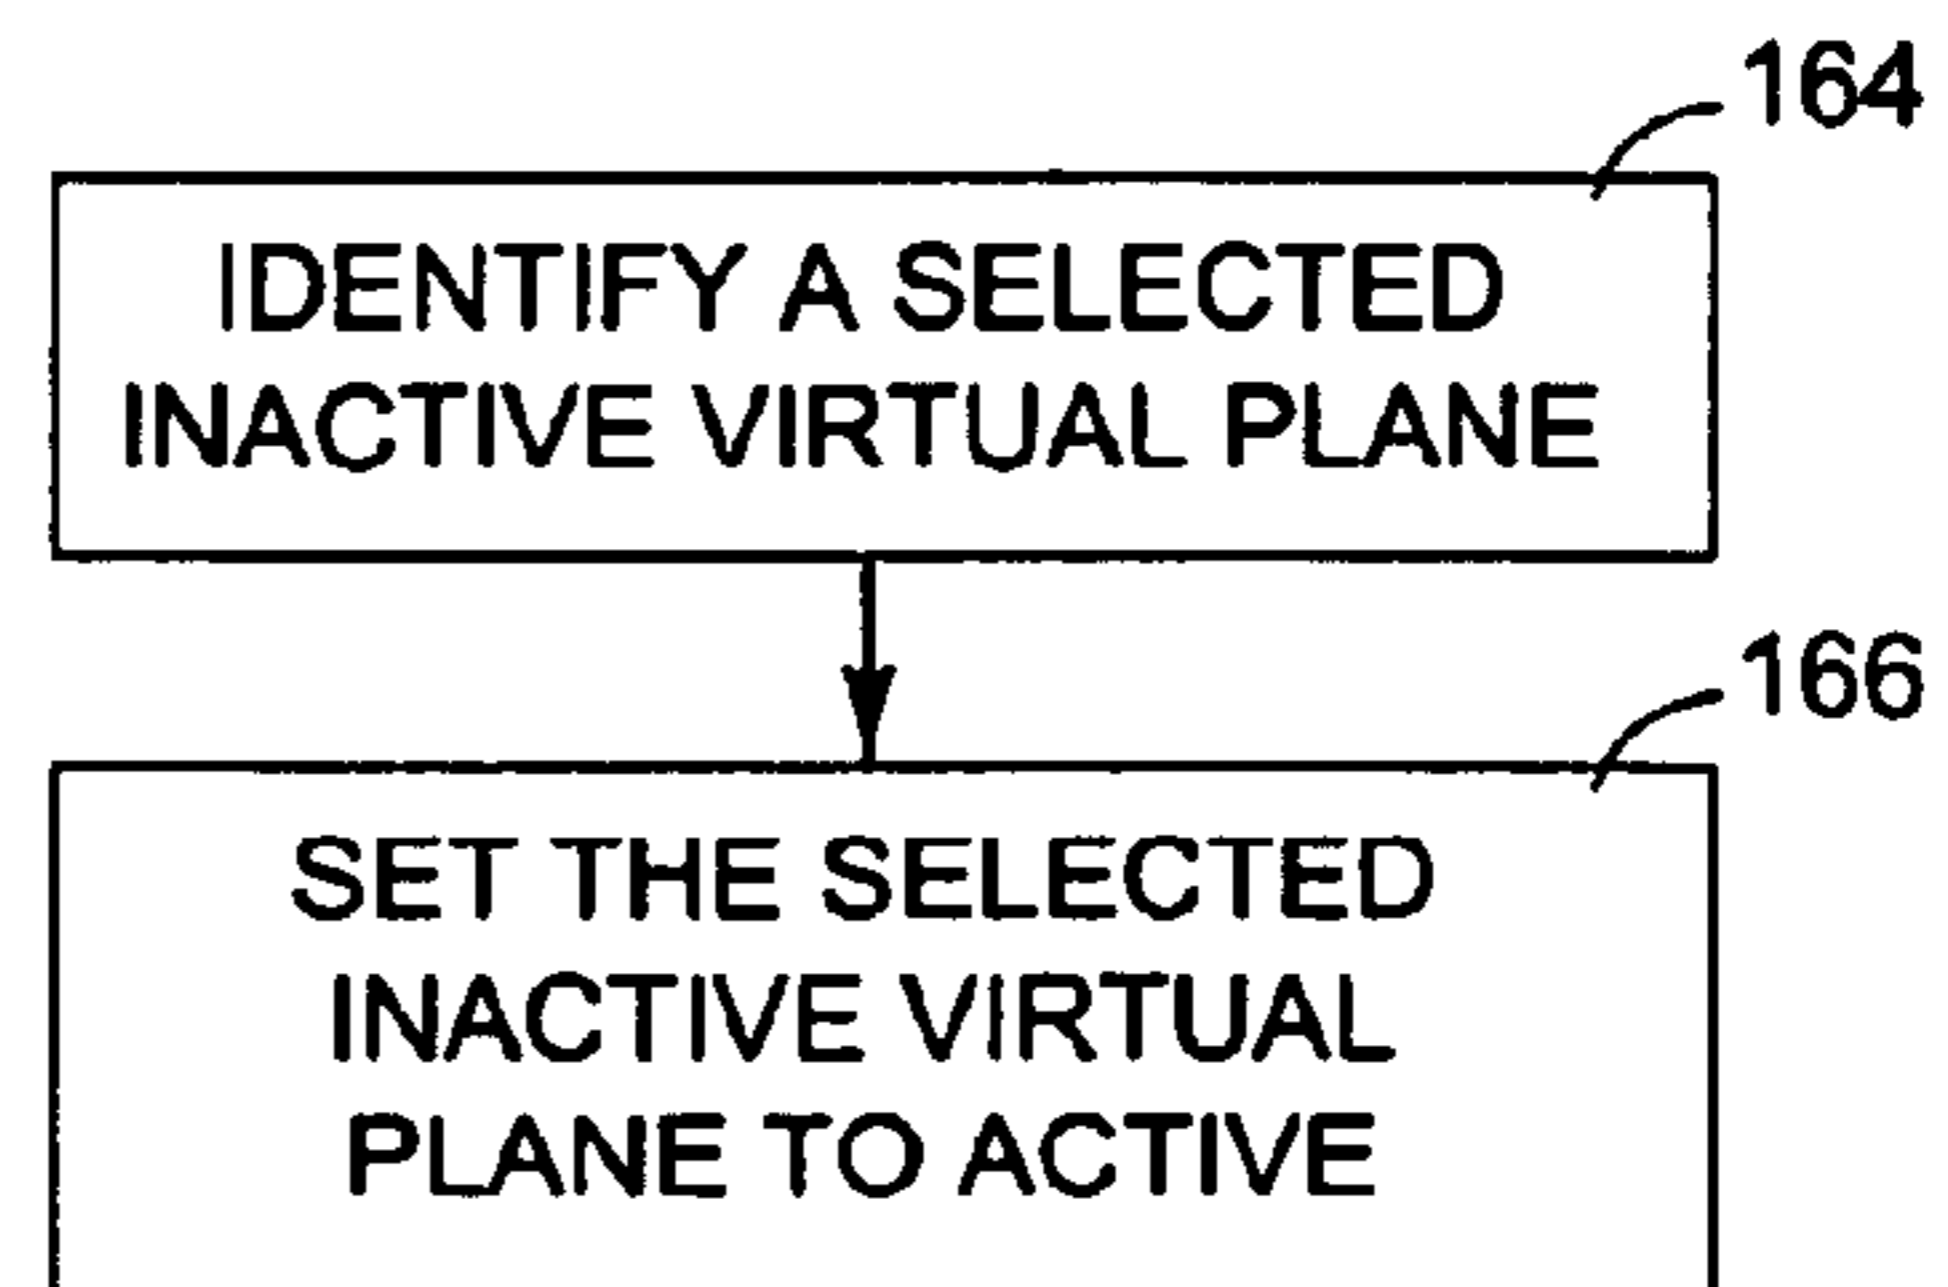 164
IDENTIFY A SELECTED
INACTIVE VIRTUAL PLANE
166
SET THE SELECTED
INACTIVE VIRTUAL
PLANE TO ACTIVE